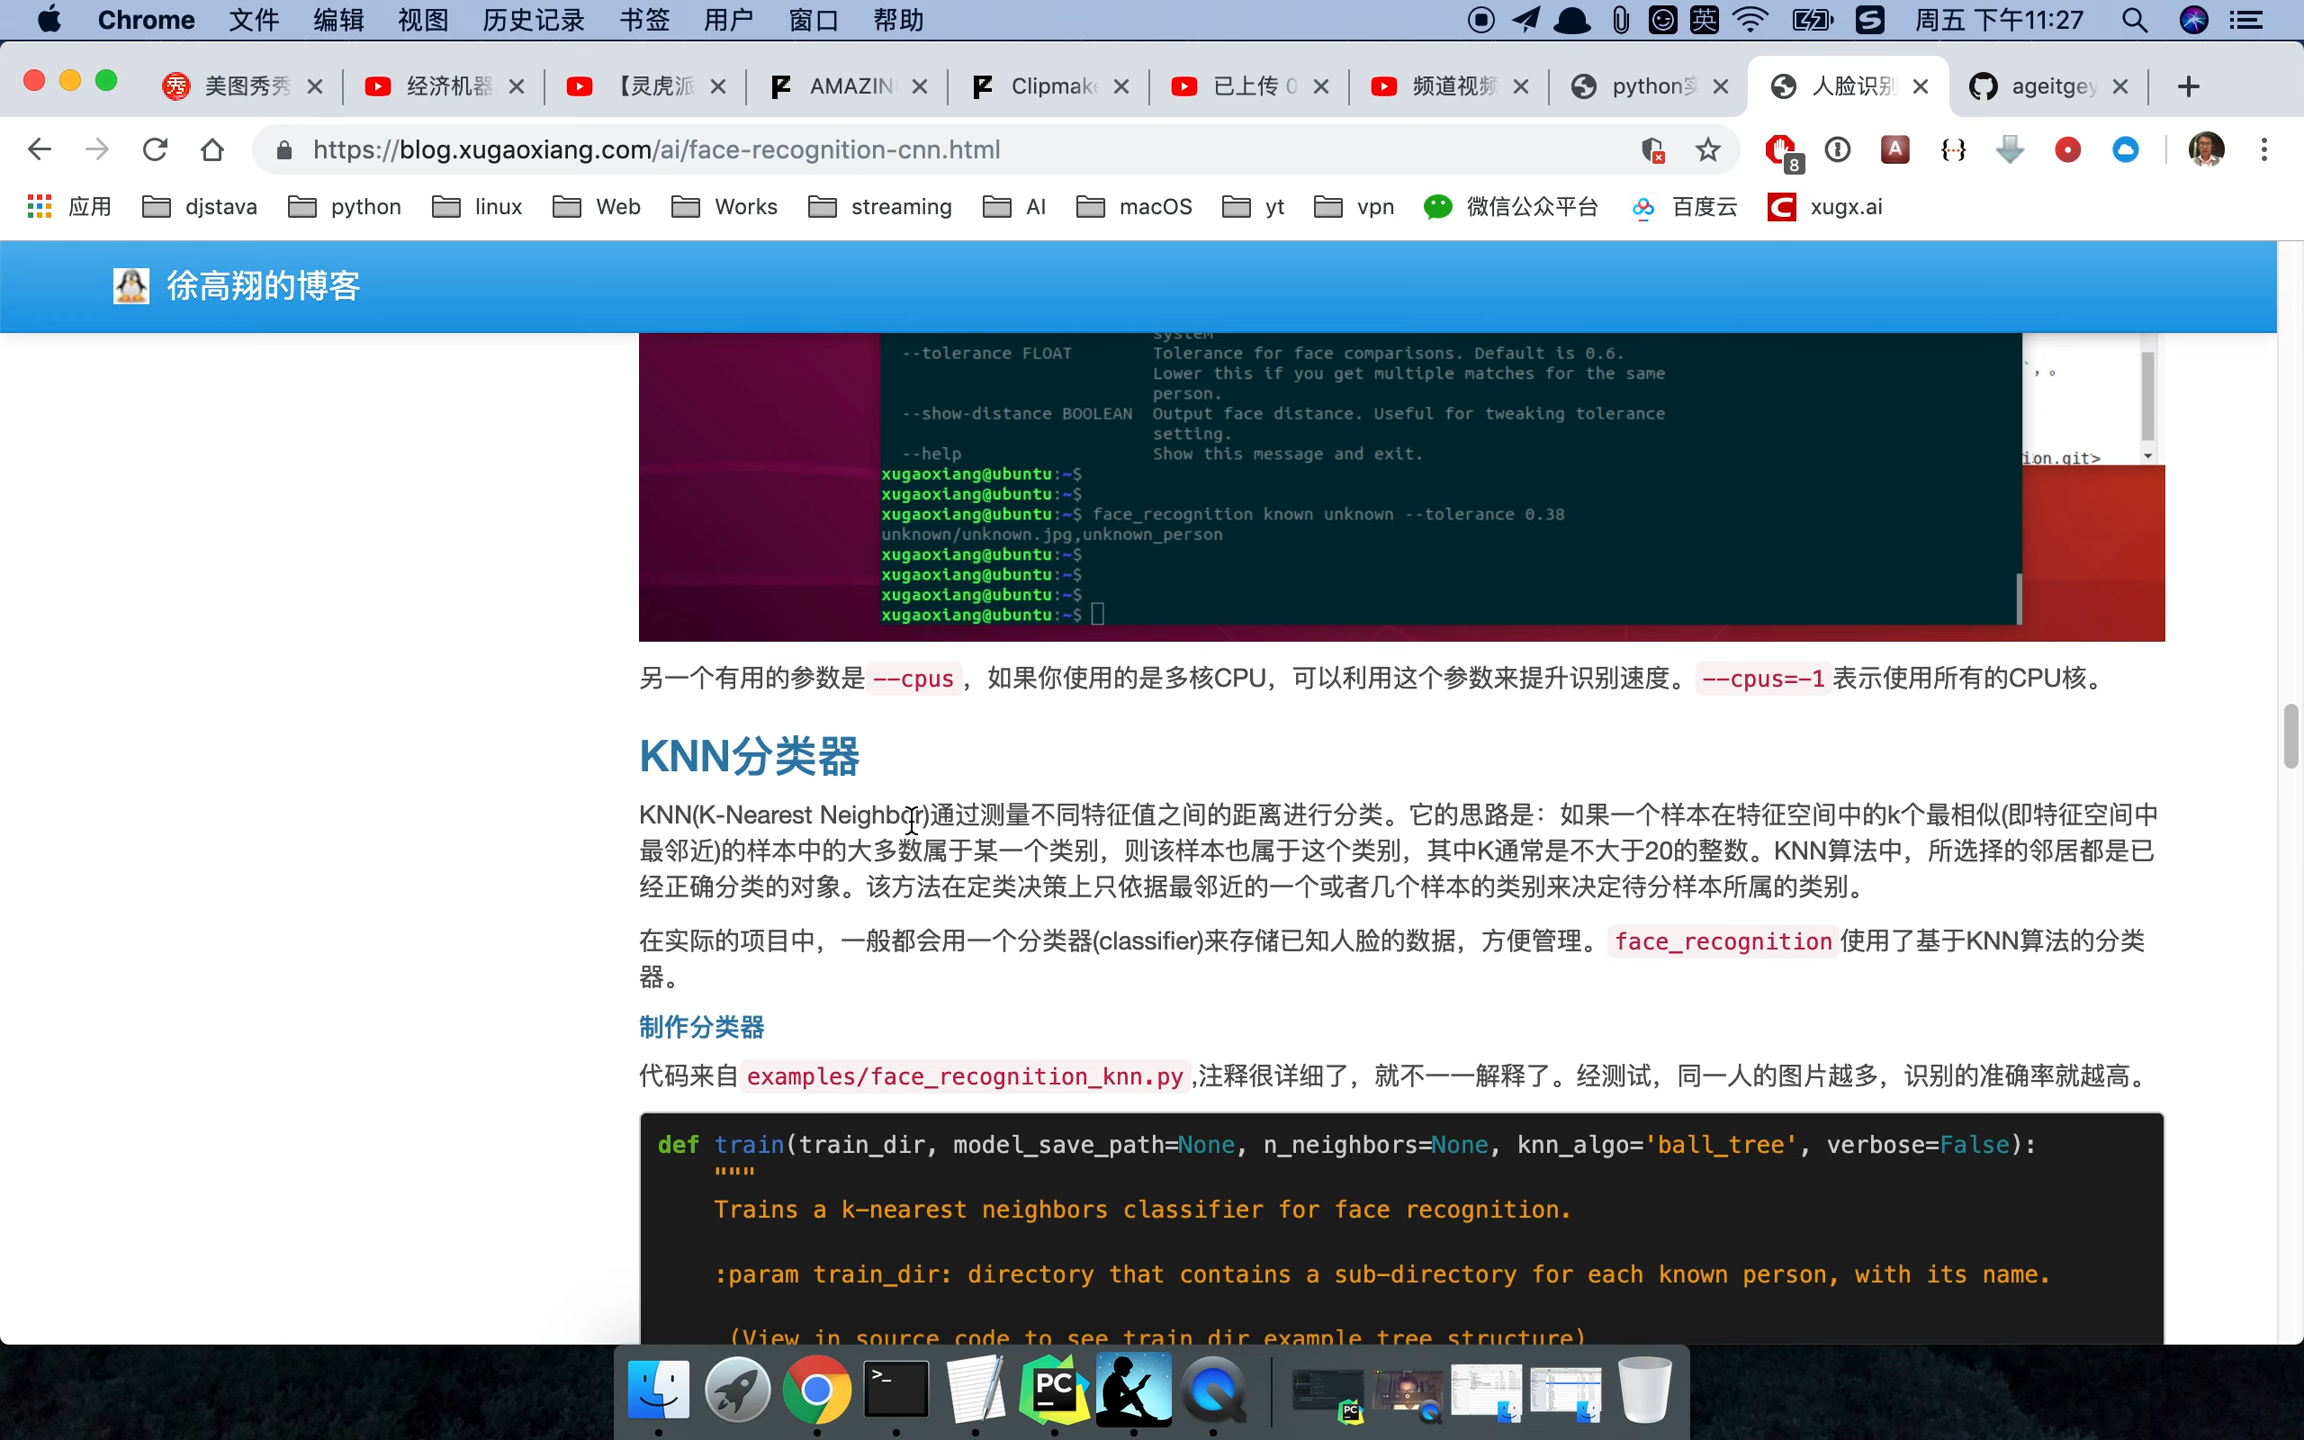 Chrome 文件 编辑 视图 历史记录 书签 用户 窗口 帮助 英 周五 下午11:27
美图秀秀 经济机器 【灵虎派 AMAZIN Clipmake 已上传 频道视频 python实 人脸识别 ageitgey
https://blog.xugaoxiang.com/ai/face-recognition-cnn.html 8
应用 djstava python linux Web Works streaming AI macOS yt vpn 微信公众平台 百度云 xugx.ai
徐高翔的博客
system
--tolerance FLOAT Tolerance for face comparisons. Default is 0.6.
Lower this if you get multiple matches for the same
person.
--show-distance BOOLEAN Output face distance. Useful for tweaking tolerance
setting.
--help Show this message and exit.
ion.git>
xugaoxiang@ubuntu:~$
xugaoxiang@ubuntu:~$
xugaoxiang@ubuntu:~$ face_recognition known unknown --tolerance 0.38
unknown/unknown.jpg,unknown_person
xugaoxiang@ubuntu:~$
xugaoxiang@ubuntu:~$
xugaoxiang@ubuntu:~$
xugaoxiang@ubuntu:~$
另一个有用的参数是 --cpus ，如果你使用的是多核CPU，可以利用这个参数来提升识别速度。 --cpus=-1 表示使用所有的CPU核。
KNN分类器
KNN(K-Nearest Neighbor)通过测量不同特征值之间的距离进行分类。它的思路是：如果一个样本在特征空间中的k个最相似(即特征空间中
最邻近)的样本中的大多数属于某一个类别，则该样本也属于这个类别，其中K通常是不大于20的整数。KNN算法中，所选择的邻居都是已
经正确分类的对象。该方法在定类决策上只依据最邻近的一个或者几个样本的类别来决定待分样本所属的类别。
在实际的项目中，一般都会用一个分类器(classifier)来存储已知人脸的数据，方便管理。 face_recognition 使用了基于KNN算法的分类
器。
制作分类器
代码来自 examples/face_recognition_knn.py ,注释很详细了，就不一一解释了。经测试，同一人的图片越多，识别的准确率就越高。
def train(train_dir, model_save_path=None, n_neighbors=None, knn_algo='ball_tree', verbose=False):
"""
Trains a k-nearest neighbors classifier for face recognition.
:param train_dir: directory that contains a sub-directory for each known person, with its name.
(View in source code to see train_dir example tree structure)